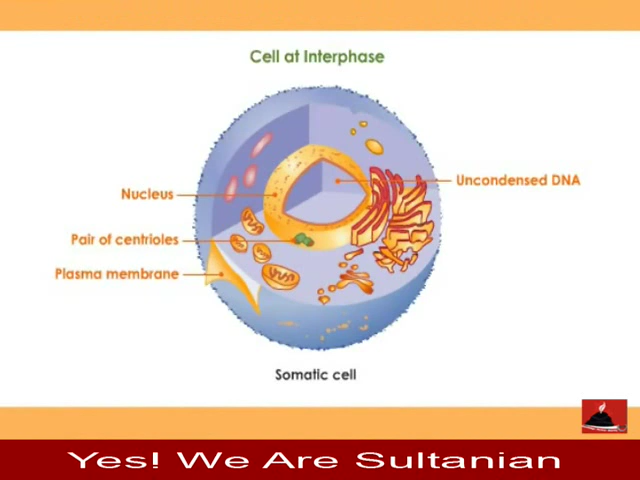 Cell at Interphase
Uncondensed DNA
Nucleus
Pair of centrioles
Plasma membrane
Somatic cell
Yes! We Are Sultanian